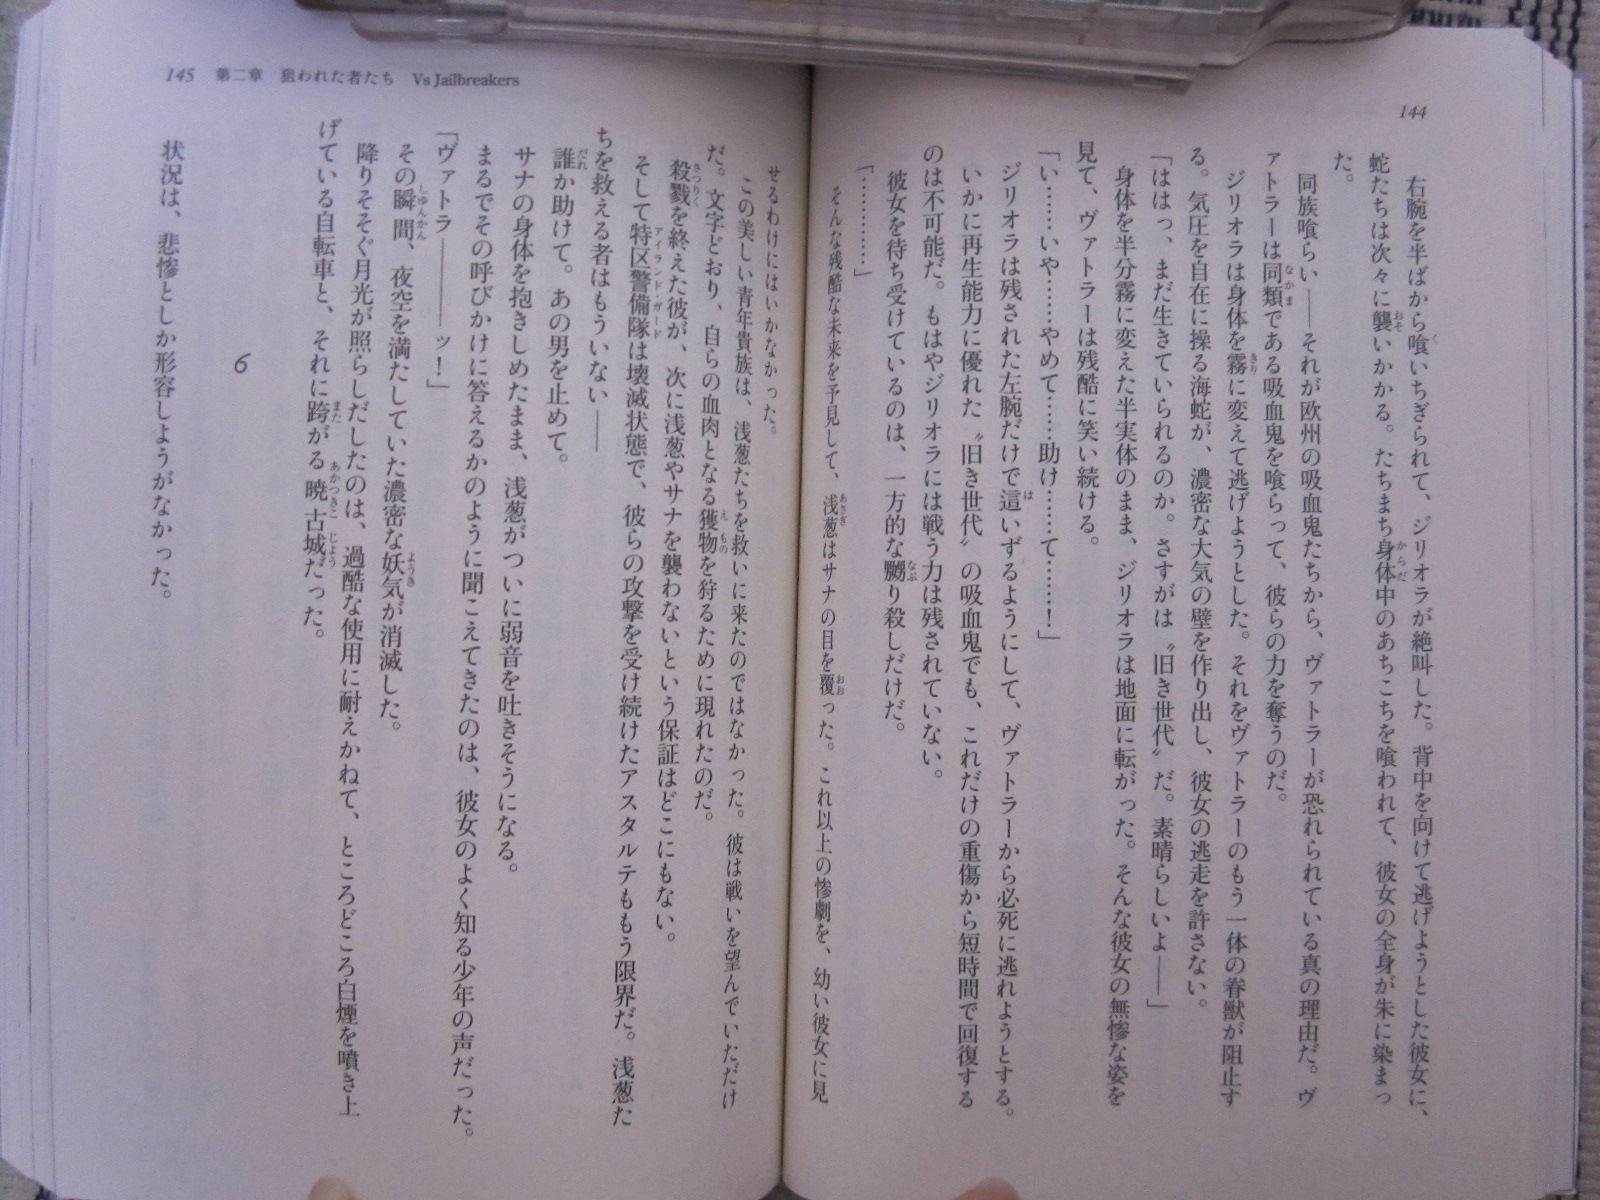 144
右腕を半ばから喰いちぎられて、ジリオラが絶叫した。背中を向けて逃げようとした彼女に、
蛇たちは次々に襲いかかる。たちまち身体中のあちこちを喰われて、彼女の全身が朱に染まっ
た。
同族喰らい――それが欧州の吸血鬼たちから、ヴァトラーが恐れられている真の理由だ。ヴ
ァトラーは同類である吸血鬼を喰らって、彼らの力を奪うのだ。
ジリオラは身体を霧に変えて逃げようとした。それをヴァトラーのもう一体の眷獣が阻止す
る。気圧を自在に操る海蛇が、濃密な大気の壁を作り出し、彼女の逃走を許さない。
「ははっ、まだ生きていられるのか。さすがは〝旧き世代〟だ。素晴らしいよ――」
身体を半分霧に変えた半実体のまま、ジリオラは地面に転がった。そんな彼女の無惨な姿を
見て、ヴァトラーは残酷に笑い続ける。
「い……いや……やめて……助け……て……！」
ジリオラは残された左腕だけで這いずるようにして、ヴァトラーから必死に逃れようとする。
いかに再生能力に優れた〝旧き世代〟の吸血鬼でも、これだけの重傷から短時間で回復する
のは不可能だ。もはやジリオラには戦う力は残されていない。
彼女を待ち受けているのは、一方的な嬲り殺しだけだ。
「…………」
そんな残酷な未来を予見して、浅葱はサナの目を覆った。これ以上の惨劇を、幼い彼女に見
145 第二章 狙われた者たち Vs Jailbreakers
せるわけにはいかなかった。
この美しい青年貴族は、浅葱たちを救いに来たのではなかった。彼は戦いを望んでいただけ
だ。文字どおり、自らの血肉となる獲物を狩るために現れたのだ。
殺戮を終えた彼が、次に浅葱やサナを襲わないという保証はどこにもない。
そして特区警備隊は壊滅状態で、彼らの攻撃を受け続けたアスタルテももう限界だ。浅葱た
ちを救える者はもういない――
誰か助けて。あの男を止めて。
サナの身体を抱きしめたまま、浅葱がついに弱音を吐きそうになる。
まるでその呼びかけに答えるかのように聞こえてきたのは、彼女のよく知る少年の声だった。
「ヴァトラ――――ッ！」
その瞬間、夜空を満たしていた濃密な妖気が消滅した。
降りそそぐ月光が照らしだしたのは、過酷な使用に耐えかねて、ところどころ白煙を噴き上
げている自転車と、それに跨がる暁古城だった。
6
状況は、悲惨としか形容しようがなかった。